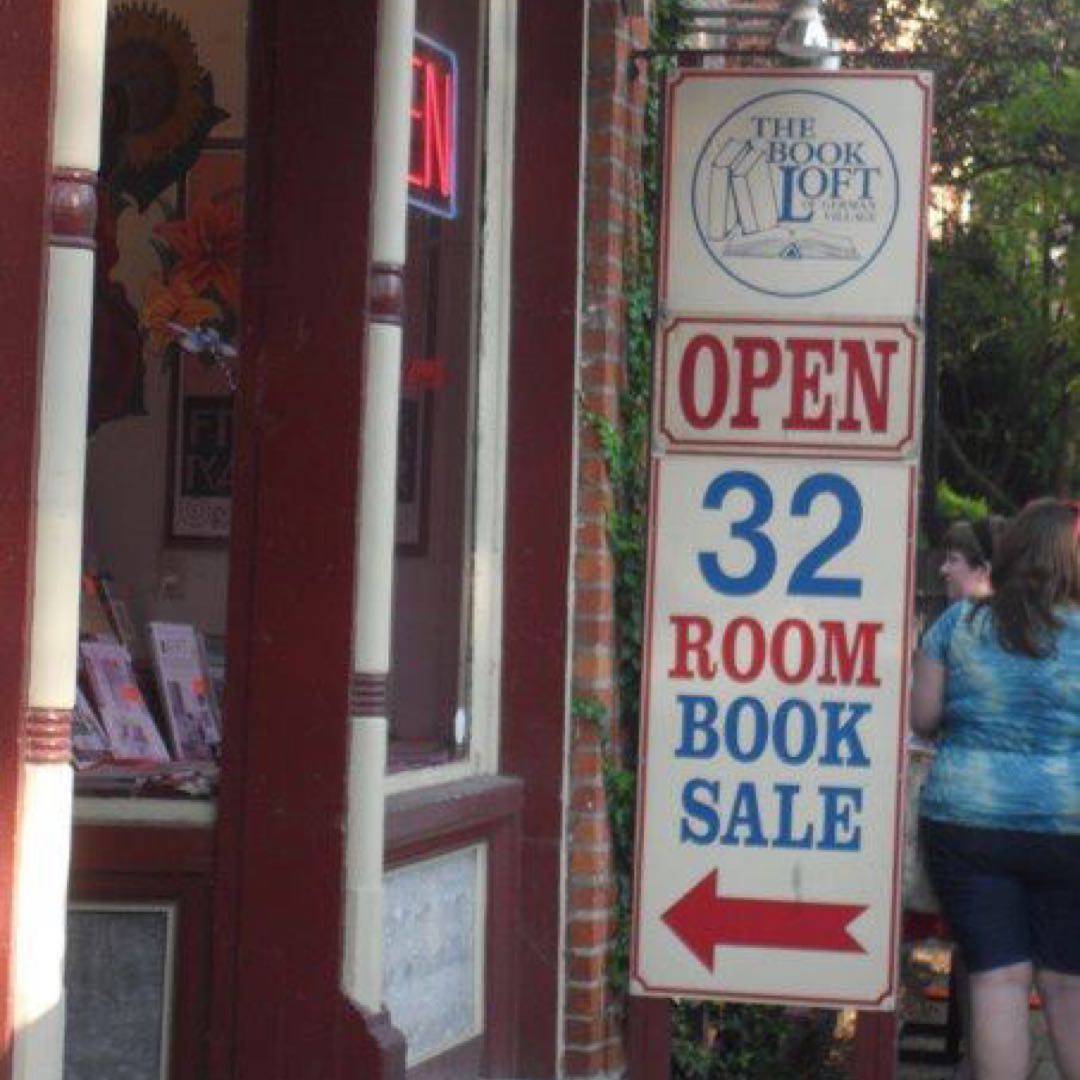 EN
THE
BOOK
LOFT
OF GERMAN
VILLAGE
OPEN
32
ROOM
BOOK
SALE